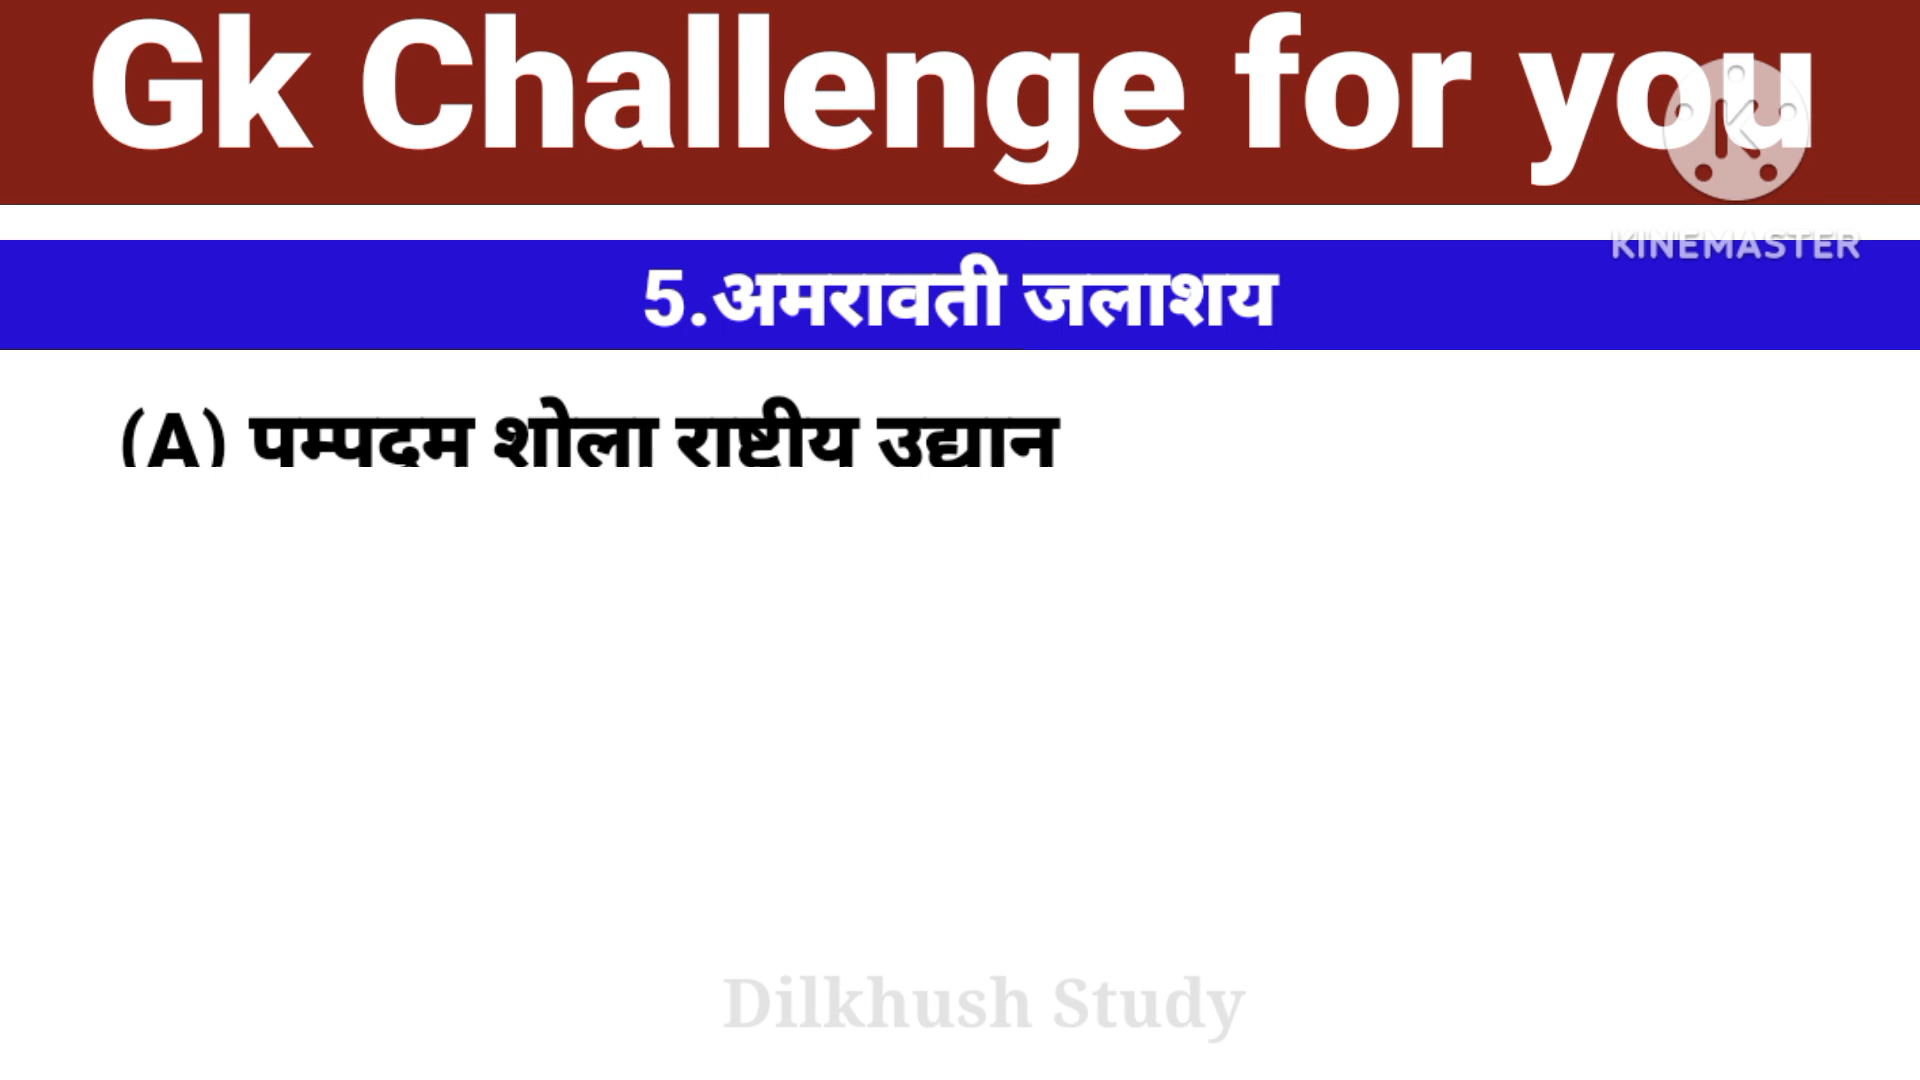 Gk Challenge for you
KINEMASTER
5.अमरावती जलाशय
(A) पम्पदम शोला राष्टीय उद्यान
Dilkhush Study